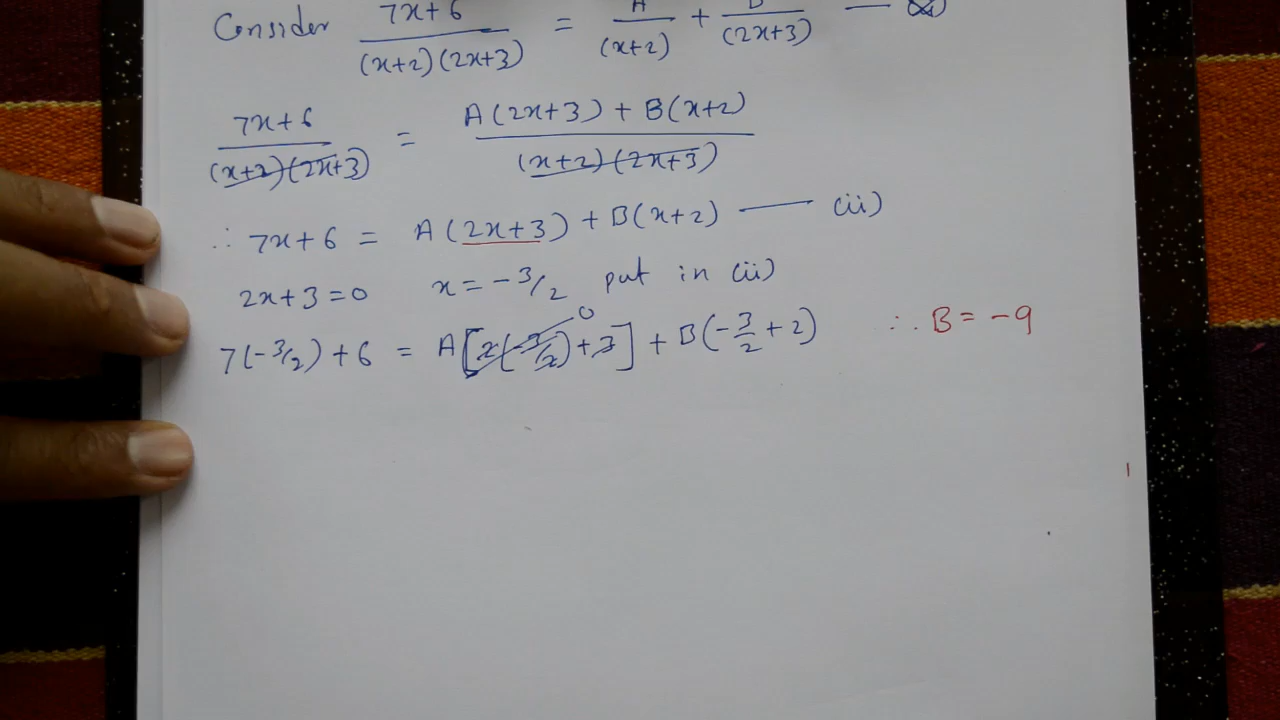 Consider 7x+6 / (x+2)(2x+3) = A / (x+2) + B / (2x+3)
7x+6 / (x+2)(2x+3) = A(2x+3) + B(x+2) / (x+2)(2x+3)
∴ 7x+6 = A(2x+3) + B(x+2) — (ii)
2x+3=0 x = -3/2 put in (ii)
7(-3/2)+6 = A[2(-3/2)+3] 0 + B(-3/2+2) ∴ B = -9